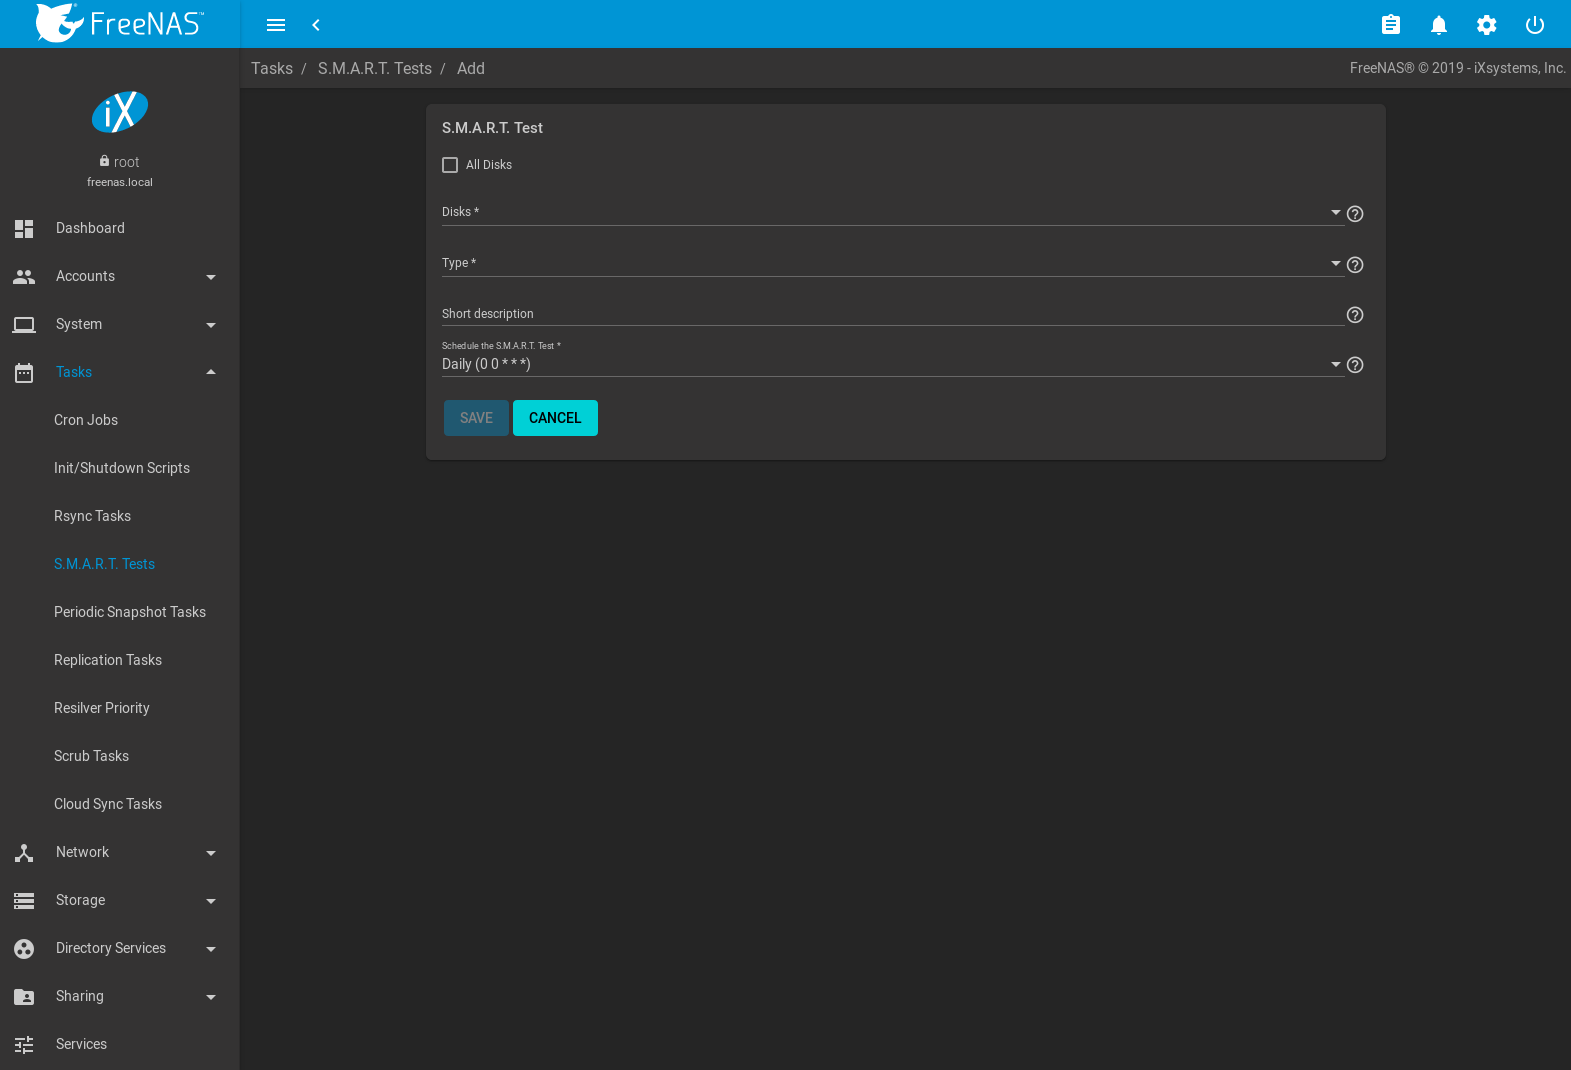 FreeNAS™
Tasks / S.M.A.R.T. Tests / Add
FreeNAS® © 2019 - iXsystems, Inc.
iX
root
freenas.local
Dashboard
Accounts
System
Tasks
Cron Jobs
Init/Shutdown Scripts
Rsync Tasks
S.M.A.R.T. Tests
Periodic Snapshot Tasks
Replication Tasks
Resilver Priority
Scrub Tasks
Cloud Sync Tasks
Network
Storage
Directory Services
Sharing
Services
S.M.A.R.T. Test
All Disks
Disks *
Type *
Short description
Schedule the S.M.A.R.T. Test *
Daily (0 0 * * *)
SAVE CANCEL